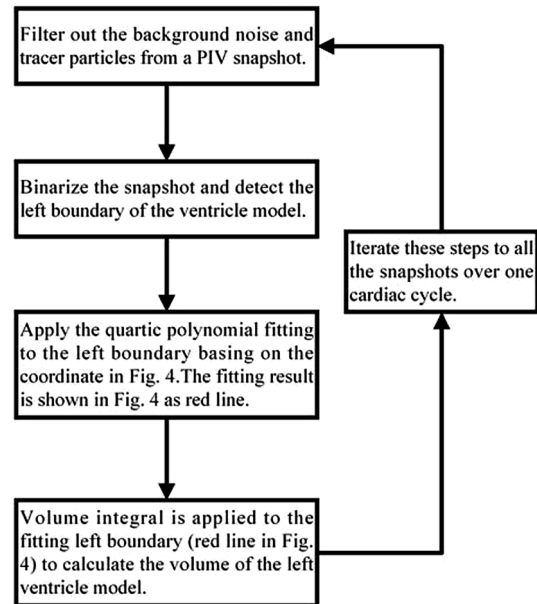 Filter out the background noise and
tracer particles from a PIV snapshot.
Binarize the snapshot and detect the
left boundary of the ventricle model.
Apply the quartic polynomial fitting
to the left boundary basing on the
coordinate in Fig. 4.The fitting result
is shown in Fig. 4 as red line.
Volume integral is applied to the
fitting left boundary (red line in Fig.
4) to calculate the volume of the left
ventricle model.
Iterate these steps to all
the snapshots over one
cardiac cycle.